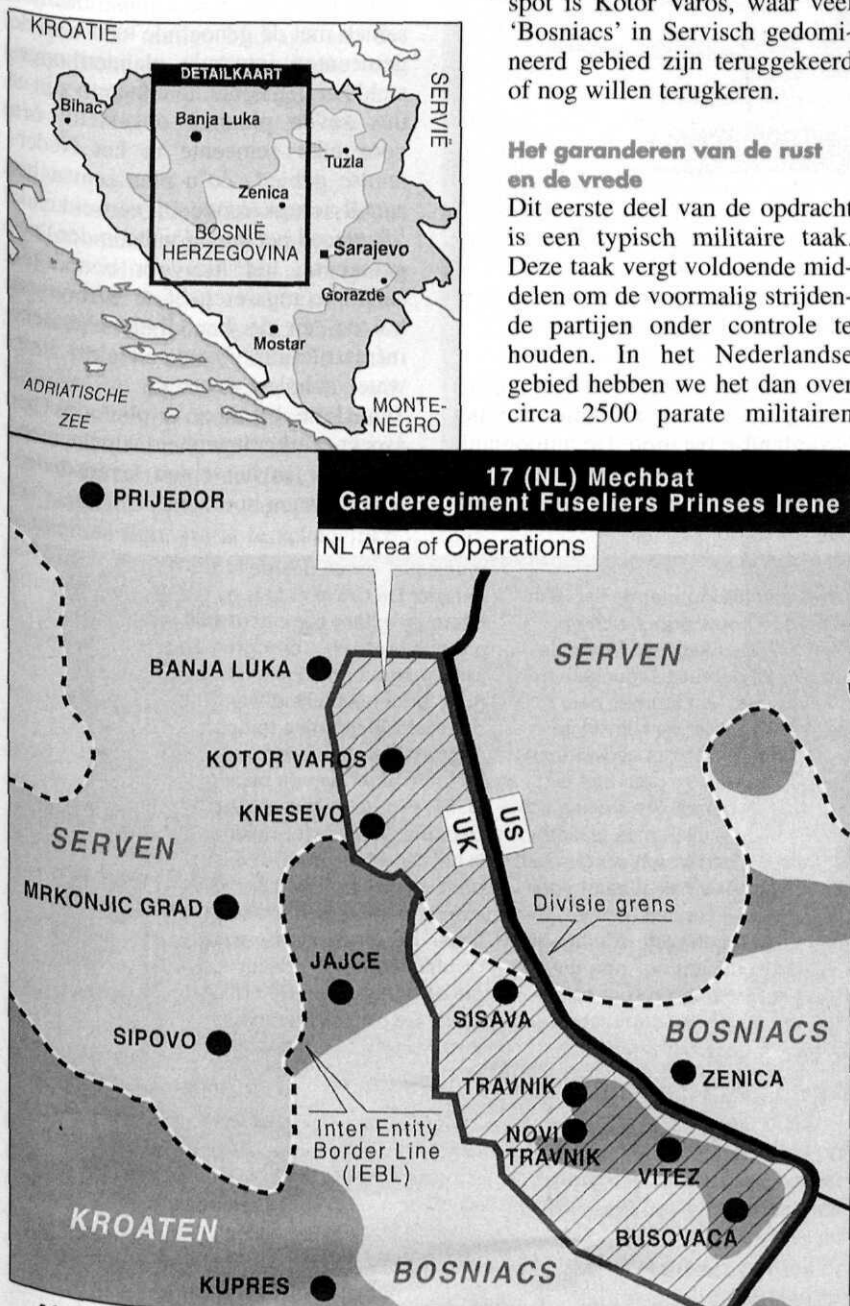 KROATIE
DETAILKAART
SERVIË
Bihac
Banja Luka
Tuzla
Zenica
BOSNIË
HERZEGOVINA
Sarajevo
Gorazde
Mostar
ADRIATISCHE
ZEE
MONTE-
NEGRO
spot is Kotor Varos, waar veel
‘Bosniacs’ in Servisch gedomi-
neerd gebied zijn teruggekeerd
of nog willen terugkeren.
Het garanderen van de rust
en de vrede
Dit eerste deel van de opdracht
is een typisch militaire taak.
Deze taak vergt voldoende mid-
delen om de voormalig strijden-
de partijen onder controle te
houden. In het Nederlandse
gebied hebben we het dan over
circa 2500 parate militairen
17 (NL) Mechbat
Garderegiment Fuseliers Prinses Irene
NL Area of Operations
PRIJEDOR
SERVEN
BANJA LUKA
KOTOR VAROS
KNESEVO
UK
US
SERVEN
MRKONJIC GRAD
Divisie grens
JAJCE
SISAVA
SIPOVO
BOSNIACS
ZENICA
TRAVNIK
Inter Entity
Border Line
(IEBL)
NOVI
TRAVNIK
VITEZ
KROATEN
BUSOVACA
KUPRES
BOSNIACS